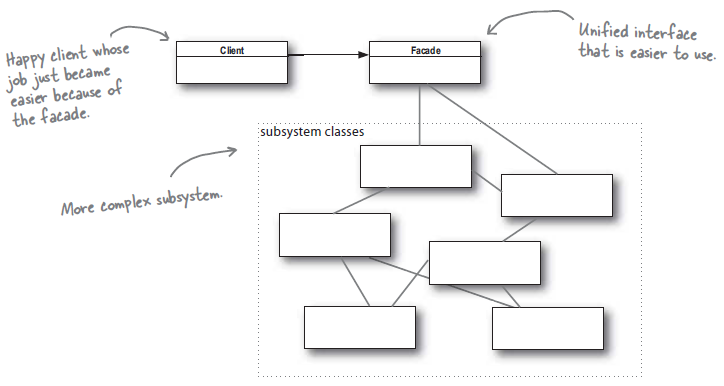 Happy client whose
job just became
easier because of
the facade.
Client
Facade
Unified interface
that is easier to use.
subsystem classes
More complex subsystem.